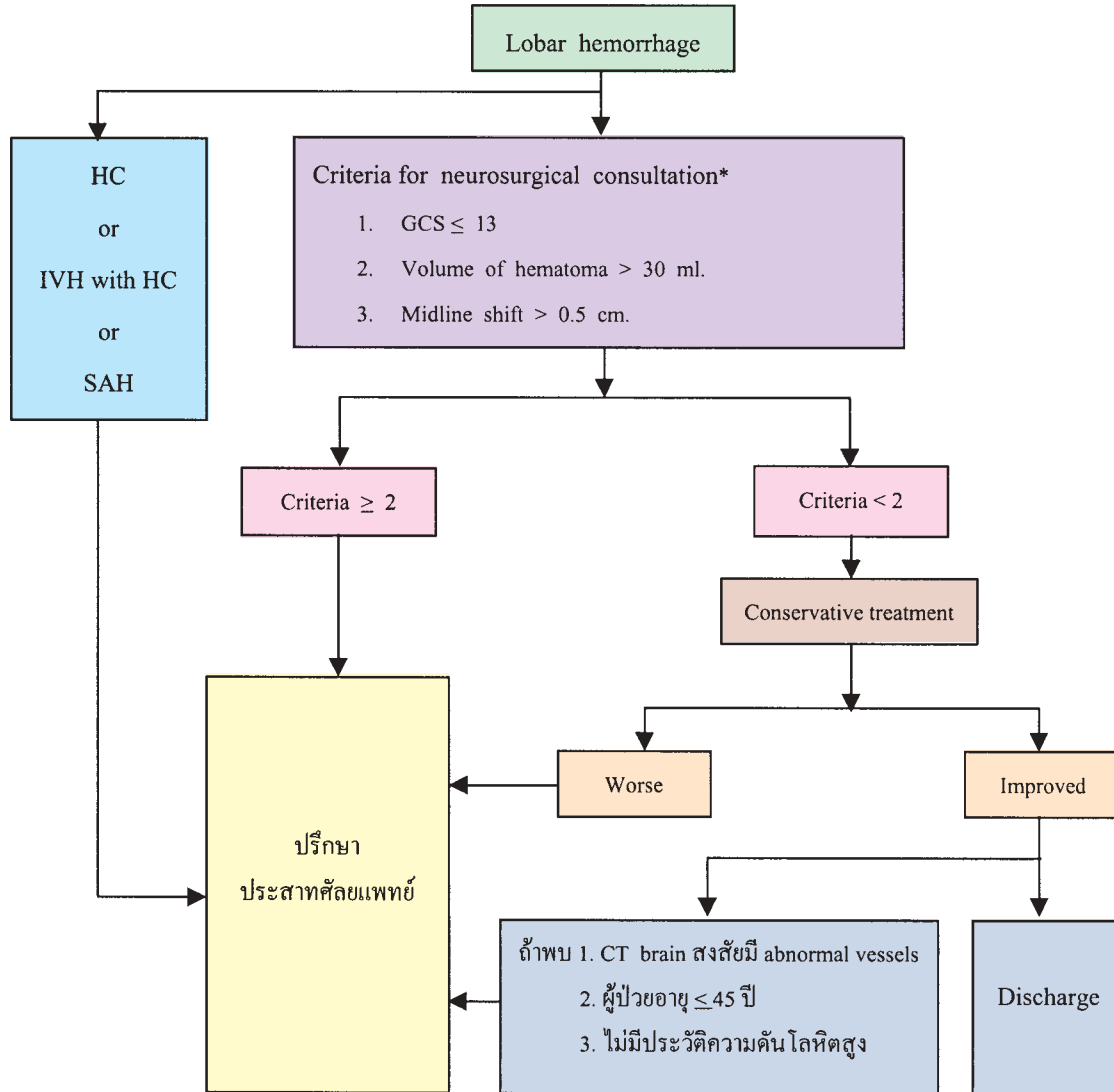 Lobar hemorrhage
HC
or
IVH with HC
or
SAH
Criteria for neurosurgical consultation*
1. GCS ≤ 13
2. Volume of hematoma > 30 ml.
3. Midline shift > 0.5 cm.
Criteria ≥ 2
Criteria < 2
Conservative treatment
Worse
Improved
ปรึกษา
ประสาทศัลยแพทย์
ถ้าพบ 1. CT brain สงสัยมี abnormal vessels
2. ผู้ป่วยอายุ ≤ 45 ปี
3. ไม่มีประวัติความดันโลหิตสูง
Discharge